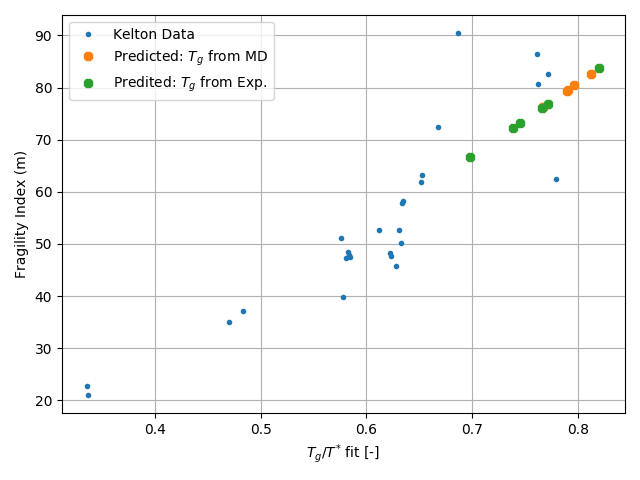 Kelton Data
Predicted: T_g from MD
Predited: T_g from Exp.
90
80
70
60
50
40
30
20
Fragility Index (m)
0.4 0.5 0.6 0.7 0.8
T_g/T* fit [-]